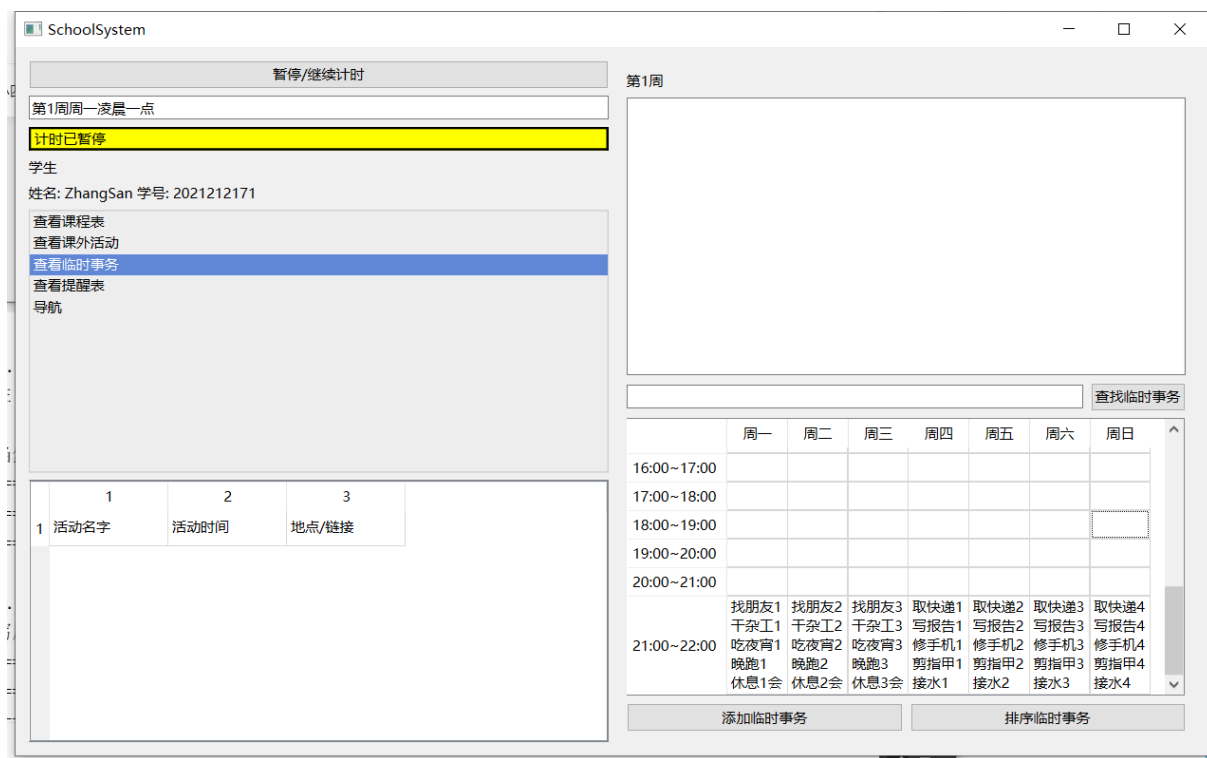 SchoolSystem
暂停/继续计时
第1周周一凌晨一点
计时已暂停
学生
姓名: ZhangSan 学号: 2021212171
查看课程表
查看课外活动
查看临时事务
查看提醒表
导航
1 2 3
1 活动名字 活动时间 地点/链接
第1周
查找临时事务
周一 周二 周三 周四 周五 周六 周日
16:00~17:00
17:00~18:00
18:00~19:00
19:00~20:00
20:00~21:00
找朋友1 找朋友2 找朋友3 取快递1 取快递2 取快递3 取快递4
干杂工1 干杂工2 干杂工3 写报告1 写报告2 写报告3 写报告4
21:00~22:00 吃夜宵1 吃夜宵2 吃夜宵3 修手机1 修手机2 修手机3 修手机4
晚跑1 晚跑2 晚跑3 剪指甲1 剪指甲2 剪指甲3 剪指甲4
休息1会 休息2会 休息3会 接水1 接水2 接水3 接水4
添加临时事务 排序临时事务